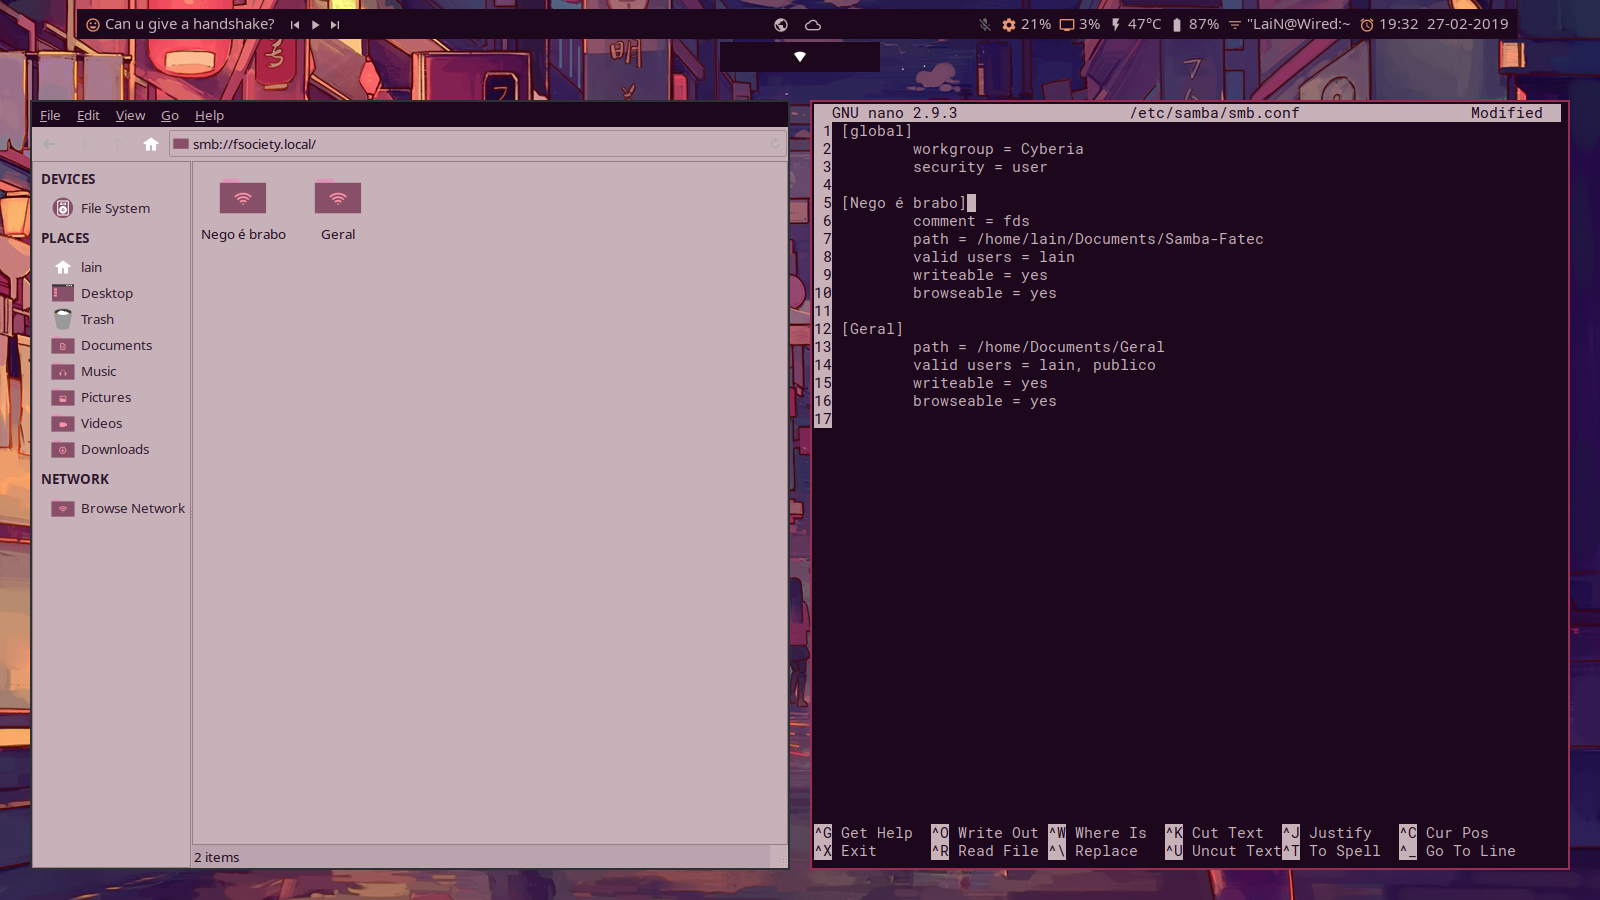 Can u give a handshake?
21% 3% 47°C 87% "LaiN@Wired:~ 19:32 27-02-2019
File Edit View Go Help
smb://fsociety.local/
DEVICES
File System
PLACES
lain
Desktop
Trash
Documents
Music
Pictures
Videos
Downloads
NETWORK
Browse Network
Nego é brabo
Geral
2 items
GNU nano 2.9.3 /etc/samba/smb.conf Modified
1 [global]
2 workgroup = Cyberia
3 security = user
4
5 [Nego é brabo]
6 comment = fds
7 path = /home/lain/Documents/Samba-Fatec
8 valid users = lain
9 writeable = yes
10 browseable = yes
11
12 [Geral]
13 path = /home/Documents/Geral
14 valid users = lain, publico
15 writeable = yes
16 browseable = yes
17
^G Get Help ^O Write Out ^W Where Is ^K Cut Text ^J Justify ^C Cur Pos
^X Exit ^R Read File ^\ Replace ^U Uncut Text ^T To Spell ^_ Go To Line
明